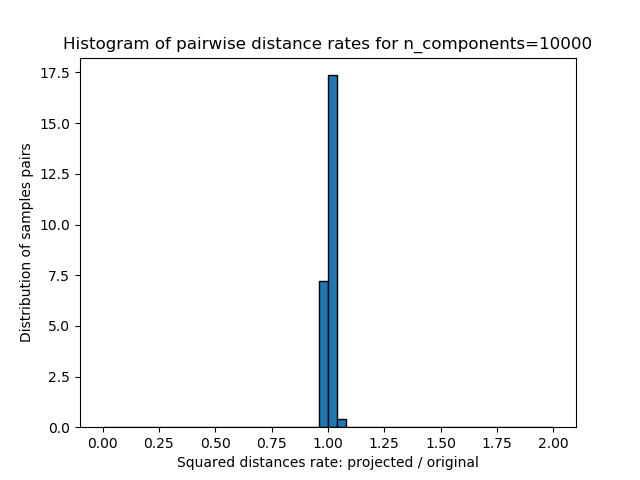 Histogram of pairwise distance rates for n_components=10000
Distribution of samples pairs
17.5
15.0
12.5
10.0
7.5
5.0
2.5
0.0
0.00 0.25 0.50 0.75 1.00 1.25 1.50 1.75 2.00
Squared distances rate: projected / original